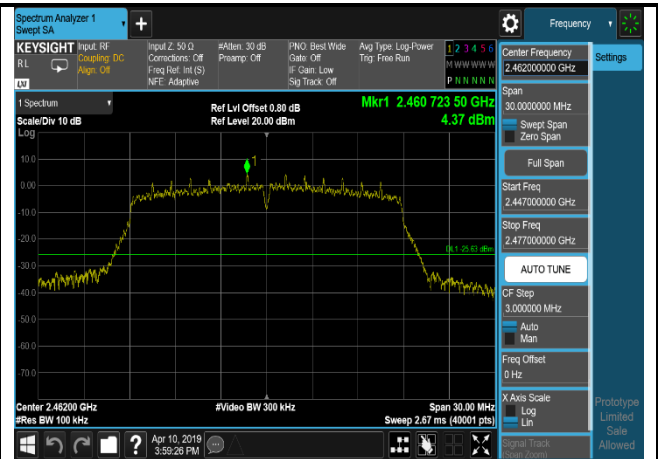 Spectrum Analyzer 1
Swept SA
+
Frequency
KEYSIGHT
RL
LXI
Input: RF
Coupling: DC
Align: Off
Input Z: 50 Ω
Corrections: Off
Freq Ref: Int (S)
NFE: Adaptive
#Atten: 30 dB
Preamp: Off
PNO: Best Wide
Gate: Off
IF Gain: Low
Sig Track: Off
Avg Type: Log-Power
Trig: Free Run
1 2 3 4 5 6
M W W W W W
P N N N N N
1 Spectrum
Scale/Div 10 dB
Log
Ref Lvl Offset 0.80 dB
Ref Level 20.00 dBm
Mkr1 2.460 723 50 GHz
4.37 dBm
10.0
0.00
-10.0
-20.0
-30.0
-40.0
-50.0
-60.0
-70.0
1
DL1 -25.63 dBm
Center 2.46200 GHz
#Res BW 100 kHz
#Video BW 300 kHz
Span 30.00 MHz
Sweep 2.67 ms (40001 pts)
Center Frequency
2.462000000 GHz
Settings
Span
30.0000000 MHz
Swept Span
Zero Span
Full Span
Start Freq
2.447000000 GHz
Stop Freq
2.477000000 GHz
AUTO TUNE
CF Step
3.000000 MHz
Auto
Man
Freq Offset
0 Hz
X Axis Scale
Log
Lin
Signal Track
(Span Zoom)
Prototype
Limited
Sale
Allowed
?
Apr 10, 2019
3:59:26 PM